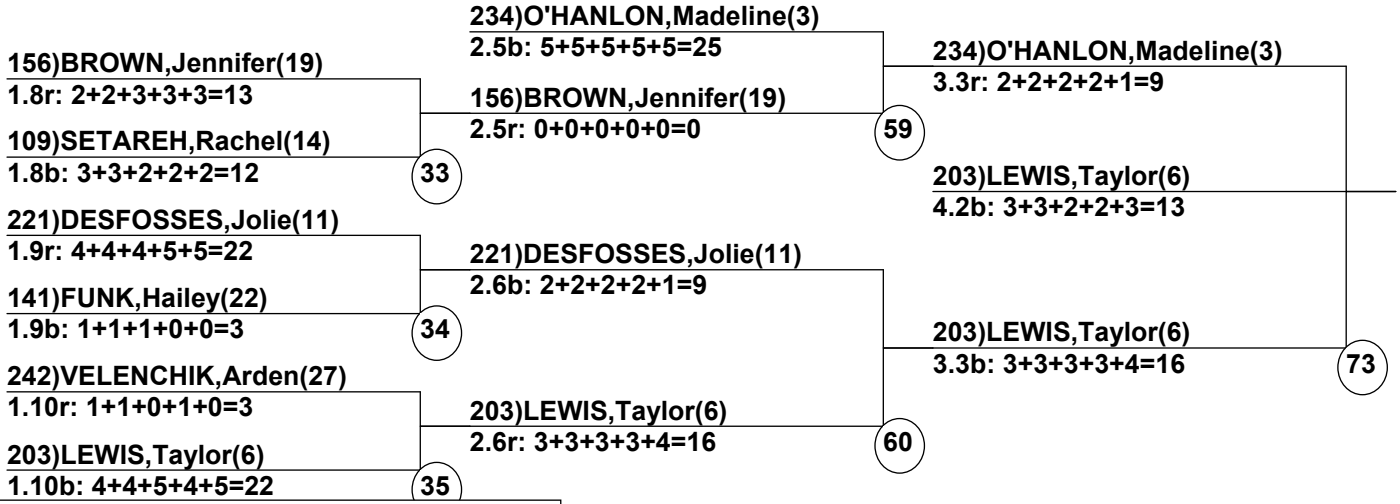 234)O'HANLON,Madeline(3)
2.5b: 5+5+5+5+5=25
234)O'HANLON,Madeline(3)
3.3r: 2+2+2+2+1=9
156)BROWN,Jennifer(19)
1.8r: 2+2+3+3+3=13
156)BROWN,Jennifer(19)
2.5r: 0+0+0+0+0=0
59
109)SETAREH,Rachel(14)
1.8b: 3+3+2+2+2=12
33
203)LEWIS,Taylor(6)
4.2b: 3+3+2+2+3=13
221)DESFOSSES,Jolie(11)
1.9r: 4+4+4+5+5=22
221)DESFOSSES,Jolie(11)
2.6b: 2+2+2+2+1=9
141)FUNK,Hailey(22)
1.9b: 1+1+1+0+0=3
34
203)LEWIS,Taylor(6)
3.3b: 3+3+3+3+4=16
73
242)VELENCHIK,Arden(27)
1.10r: 1+1+0+1+0=3
203)LEWIS,Taylor(6)
2.6r: 3+3+3+3+4=16
60
203)LEWIS,Taylor(6)
1.10b: 4+4+5+4+5=22
35